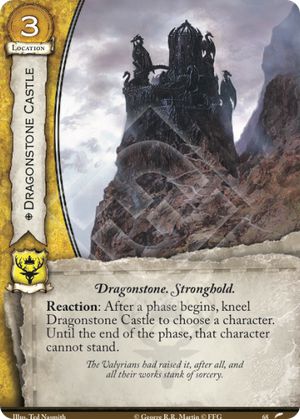 3
LOCATION
DRAGONSTONE CASTLE
Dragonstone. Stronghold.
Reaction: After a phase begins, kneel
Dragonstone Castle to choose a character.
Until the end of the phase, that character
cannot stand.
The Valyrians had raised it, after all, and
all their works stank of sorcery.
Illus. Ted Nasmith © George R.R. Martin © FFG 68